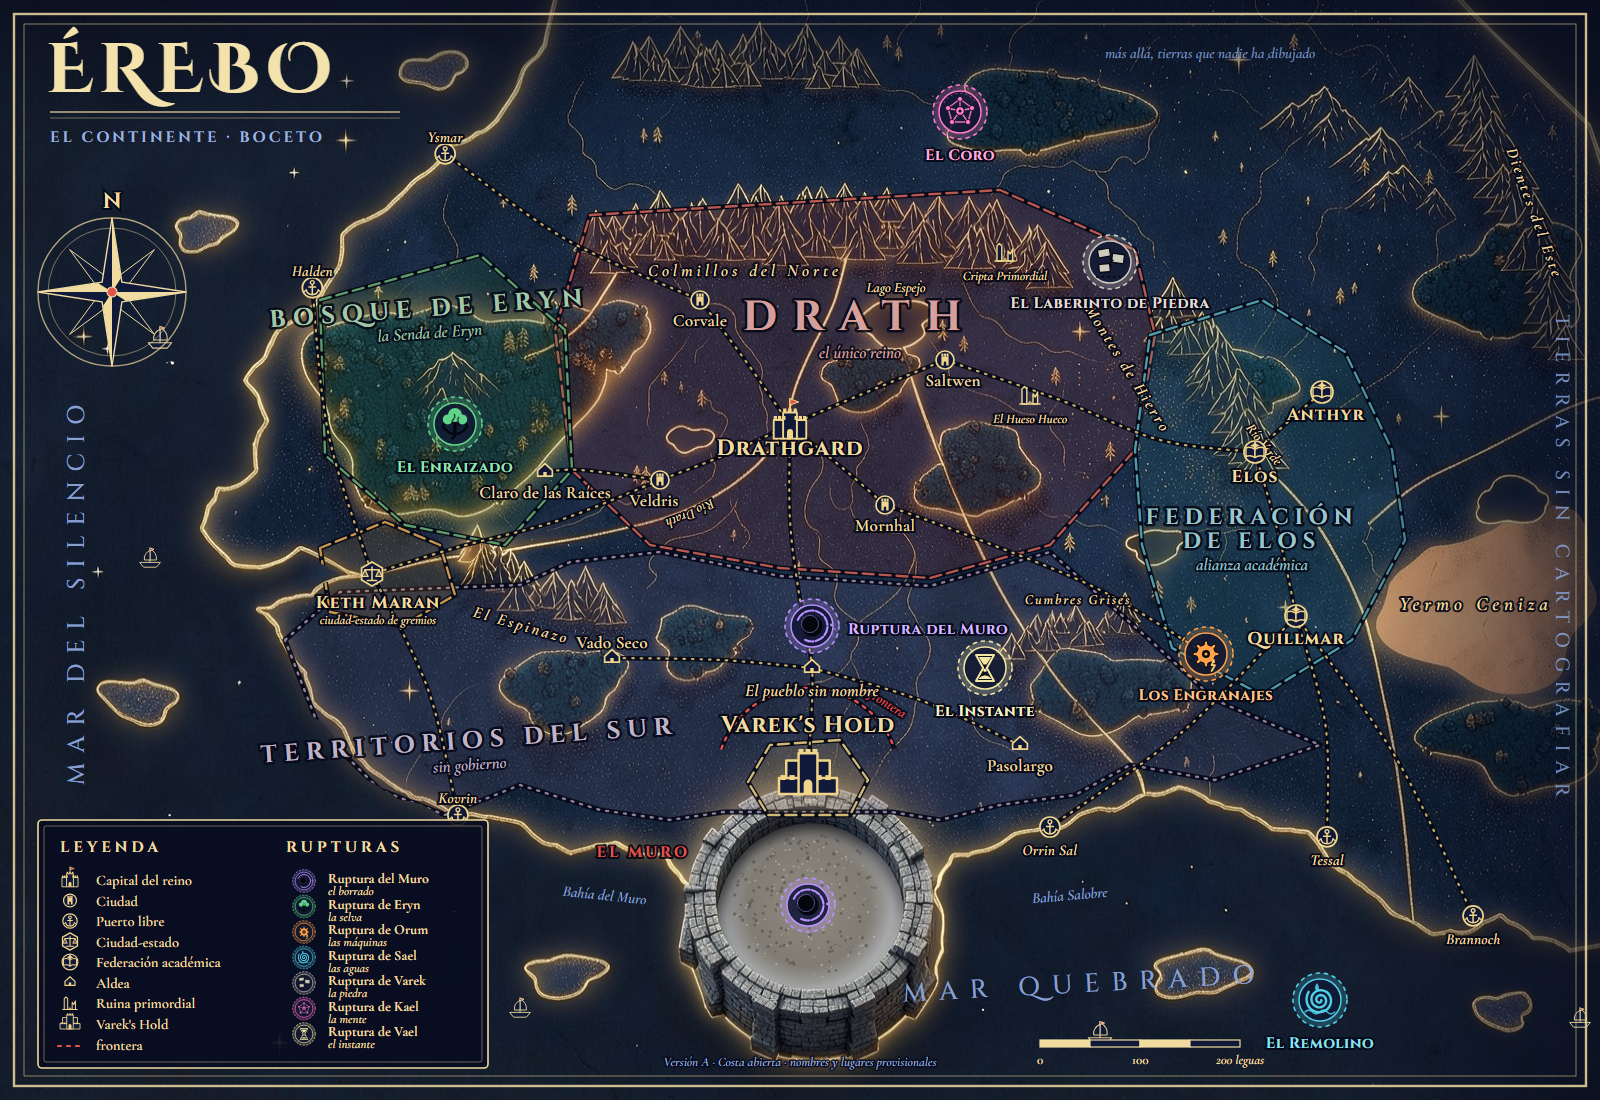 ÉREBO
EL CONTINENTE · BOCETO
más allá, tierras que nadie ha dibujado
Ysmar
El Coro
N
Halden
Dientes del Este
Colmillos del Norte
Cripta Primordial
Lago Espejo
El Laberinto de Piedra
BOSQUE DE ERYN
la Senda de Eryn
Corvale
DRATH
el único reino
Saltwen
Montes de Hierro
El Hueso Hueco
Anthyr
Drathgard
El Enraizado
Claro de las Raíces
Veldris
Río Drath
Mornhal
Elos
FEDERACIÓN
DE ELOS
alianza académica
TIERRAS SIN CARTOGRAFIAR
MAR DEL SILENCIO
Yermo Ceniza
Keth Maran
ciudad-estado de gremios
El Espinazo
Vado Seco
Ruptura del Muro
Cumbres Grises
Quillmar
El pueblo sin nombre
frontera
El Instante
Los Engranajes
Varek's Hold
TERRITORIOS DEL SUR
sin gobierno
Pasolargo
Kovrin
EL MURO
Bahía del Muro
Orrin Sal
Tessal
Bahía Salobre
Brannoch
MAR QUEBRADO
El Remolino
0 100 200 leguas
LEYENDA
Capital del reino
Ciudad
Puerto libre
Ciudad-estado
Federación académica
Aldea
Ruina primordial
Varek's Hold
frontera
RUPTURAS
Ruptura del Muro
el borrado
Ruptura de Eryn
la selva
Ruptura de Orum
las máquinas
Ruptura de Sael
las aguas
Ruptura de Varek
la piedra
Ruptura de Kael
la mente
Ruptura de Vael
el instante
Versión A · Costa abierta · nombres y lugares provisionales